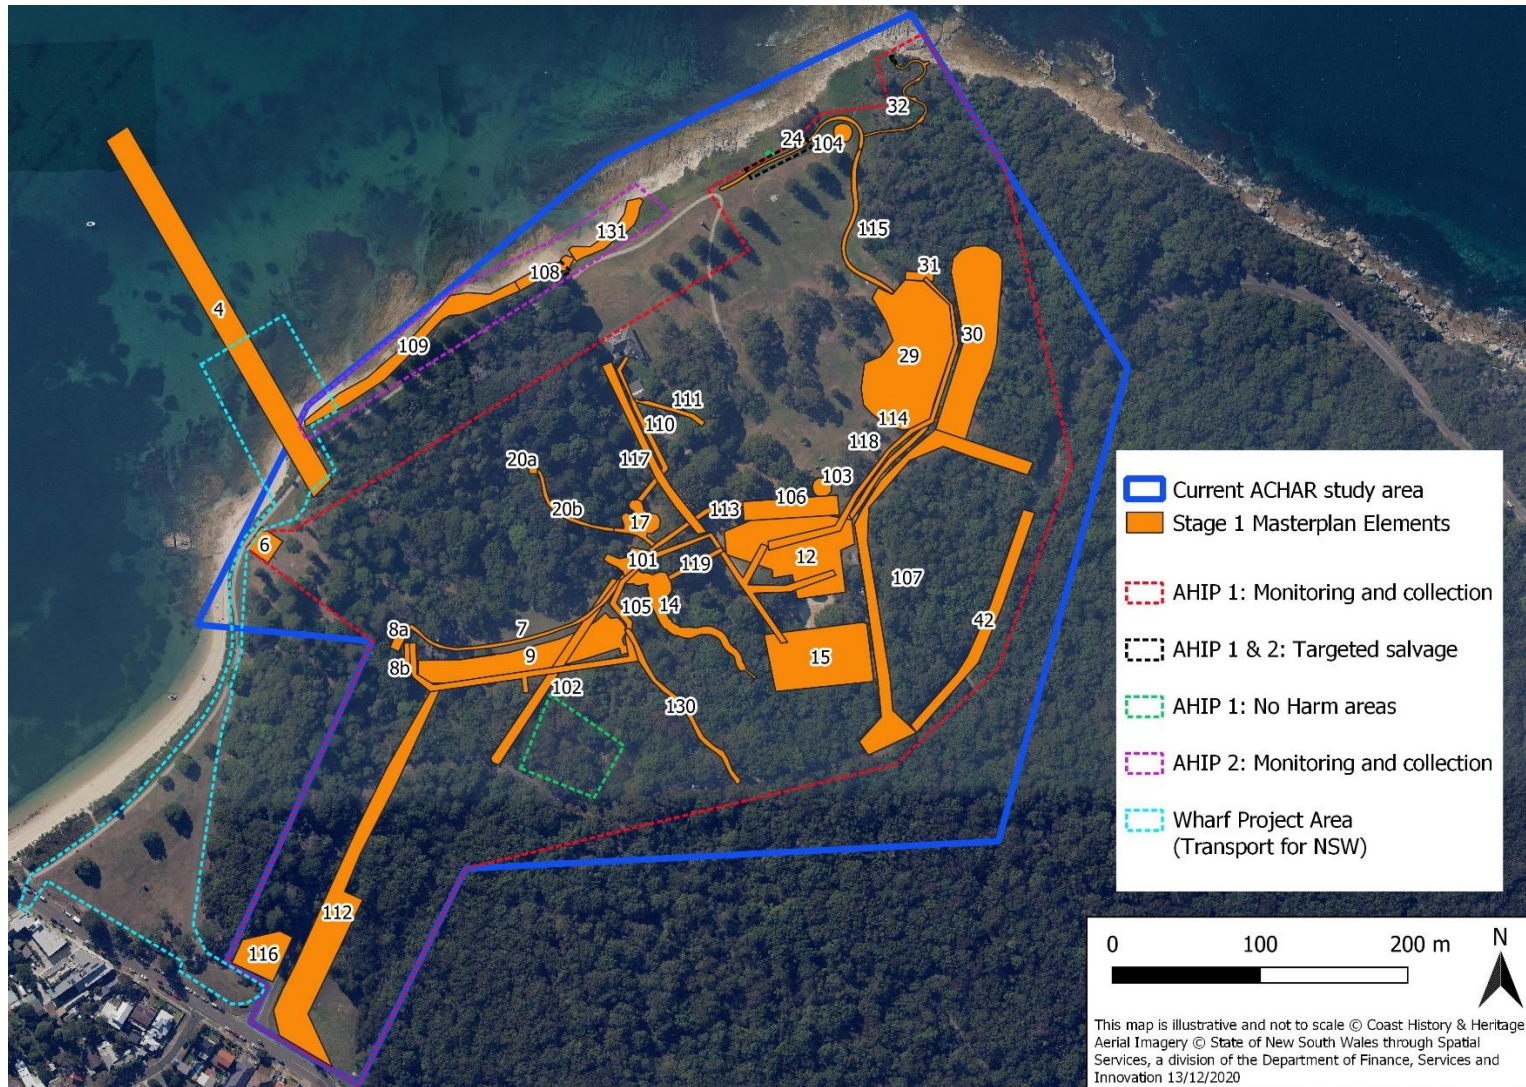 32
24
104
131
115
108
31
4
30
109
29
111
114
110
118
117
20a
103
106
20b
113
17
6
101
12
119
107
105
14
42
8a
7
9
15
8b
102
130
112
116
Current ACHAR study area
Stage 1 Masterplan Elements
AHIP 1: Monitoring and collection
AHIP 1 & 2: Targeted salvage
AHIP 1: No Harm areas
AHIP 2: Monitoring and collection
Wharf Project Area
(Transport for NSW)
0 100 200 m
N
This map is illustrative and not to scale © Coast History & Heritage
Aerial Imagery © State of New South Wales through Spatial
Services, a division of the Department of Finance, Services and
Innovation 13/12/2020